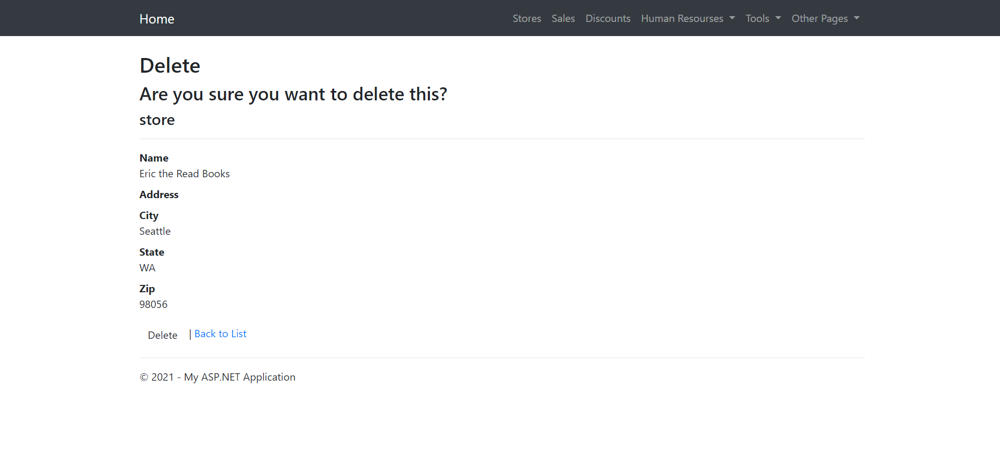 Home Stores Sales Discounts Human Resourses Tools Other Pages
Delete
Are you sure you want to delete this?
store
Name
Eric the Read Books
Address
City
Seattle
State
WA
Zip
98056
Delete | Back to List
© 2021 - My ASP.NET Application